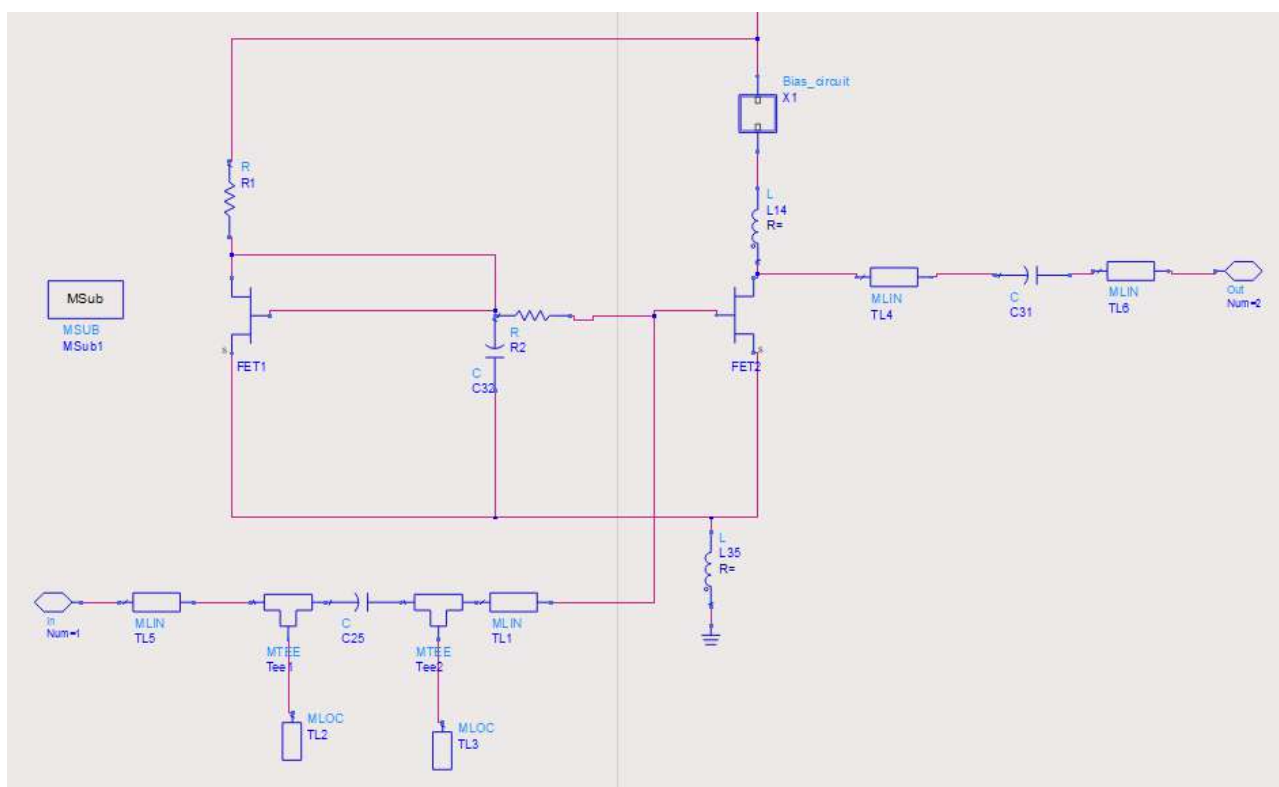 Bias_circuit
X1
R
R1
L
L14
R=
MSub
MSUB
MSub1
S
FET1
R
R2
C
C32
S
FET2
MLIN
TL4
C
C31
MLIN
TL6
Out
Num=2
L
L35
R=
In
Num=1
MLIN
TL5
MTEE
Tee1
C
C25
MTEE
Tee2
MLIN
TL1
MLOC
TL2
MLOC
TL3